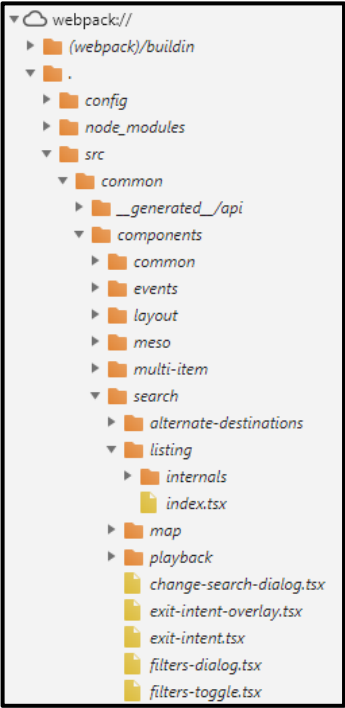 webpack://
(webpack)/buildin
.
config
node_modules
src
common
__generated__/api
components
common
events
layout
meso
multi-item
search
alternate-destinations
listing
internals
index.tsx
map
playback
change-search-dialog.tsx
exit-intent-overlay.tsx
exit-intent.tsx
filters-dialog.tsx
filters-toggle.tsx